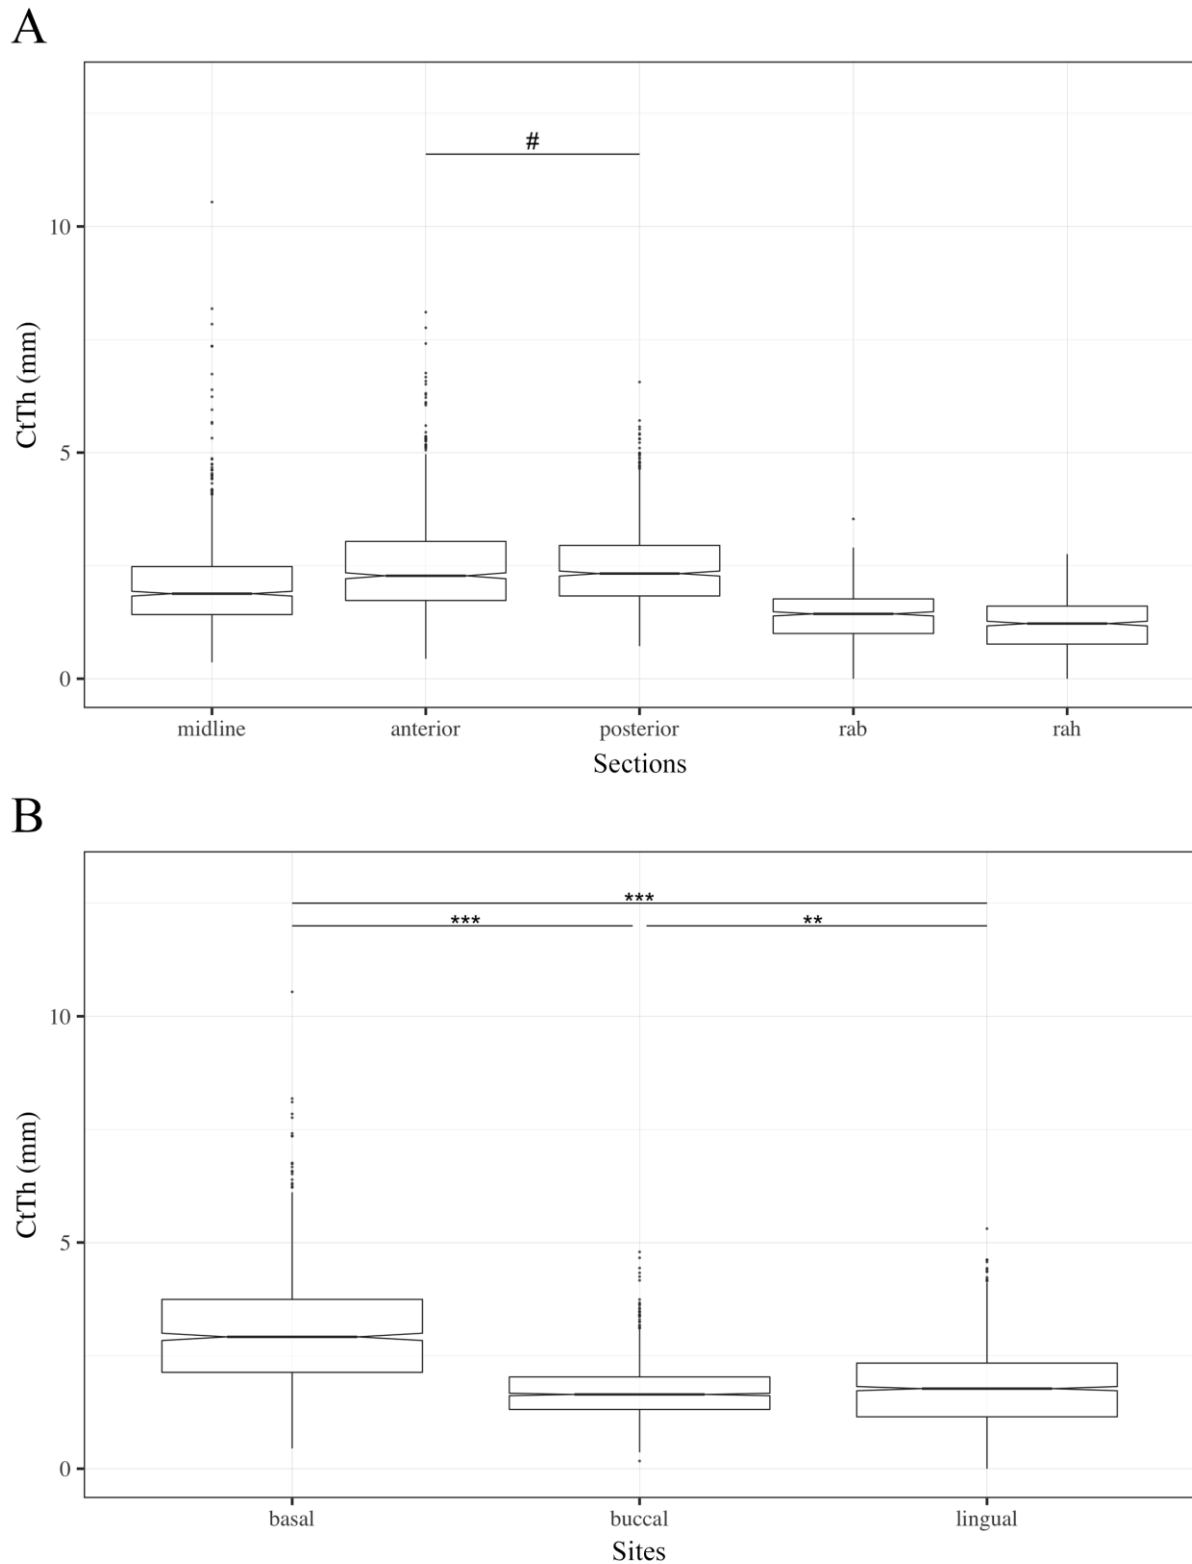 A
#
10
5
0
CtTh (mm)
midline anterior posterior rab rah
Sections
B
***
*** **
10
5
0
CtTh (mm)
basal buccal lingual
Sites